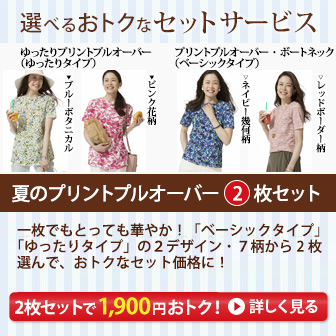 選べるおトクなセットサービス
ゆったりプリントプルオーバー
（ゆったりタイプ）
プリントプルオーバー・ボートネック
（ベーシックタイプ）
▼ブルーボタニカル
▼ピンク花柄
▽ネイビー幾何柄
▽レッドボーダー柄
夏のプリントプルオーバー2枚セット
一枚でもとっても華やか！「ベーシックタイプ」
「ゆったりタイプ」の２デザイン・７柄から２枚
選んで、おトクなセット価格に！
2枚セットで1,900円おトク！ 詳しく見る